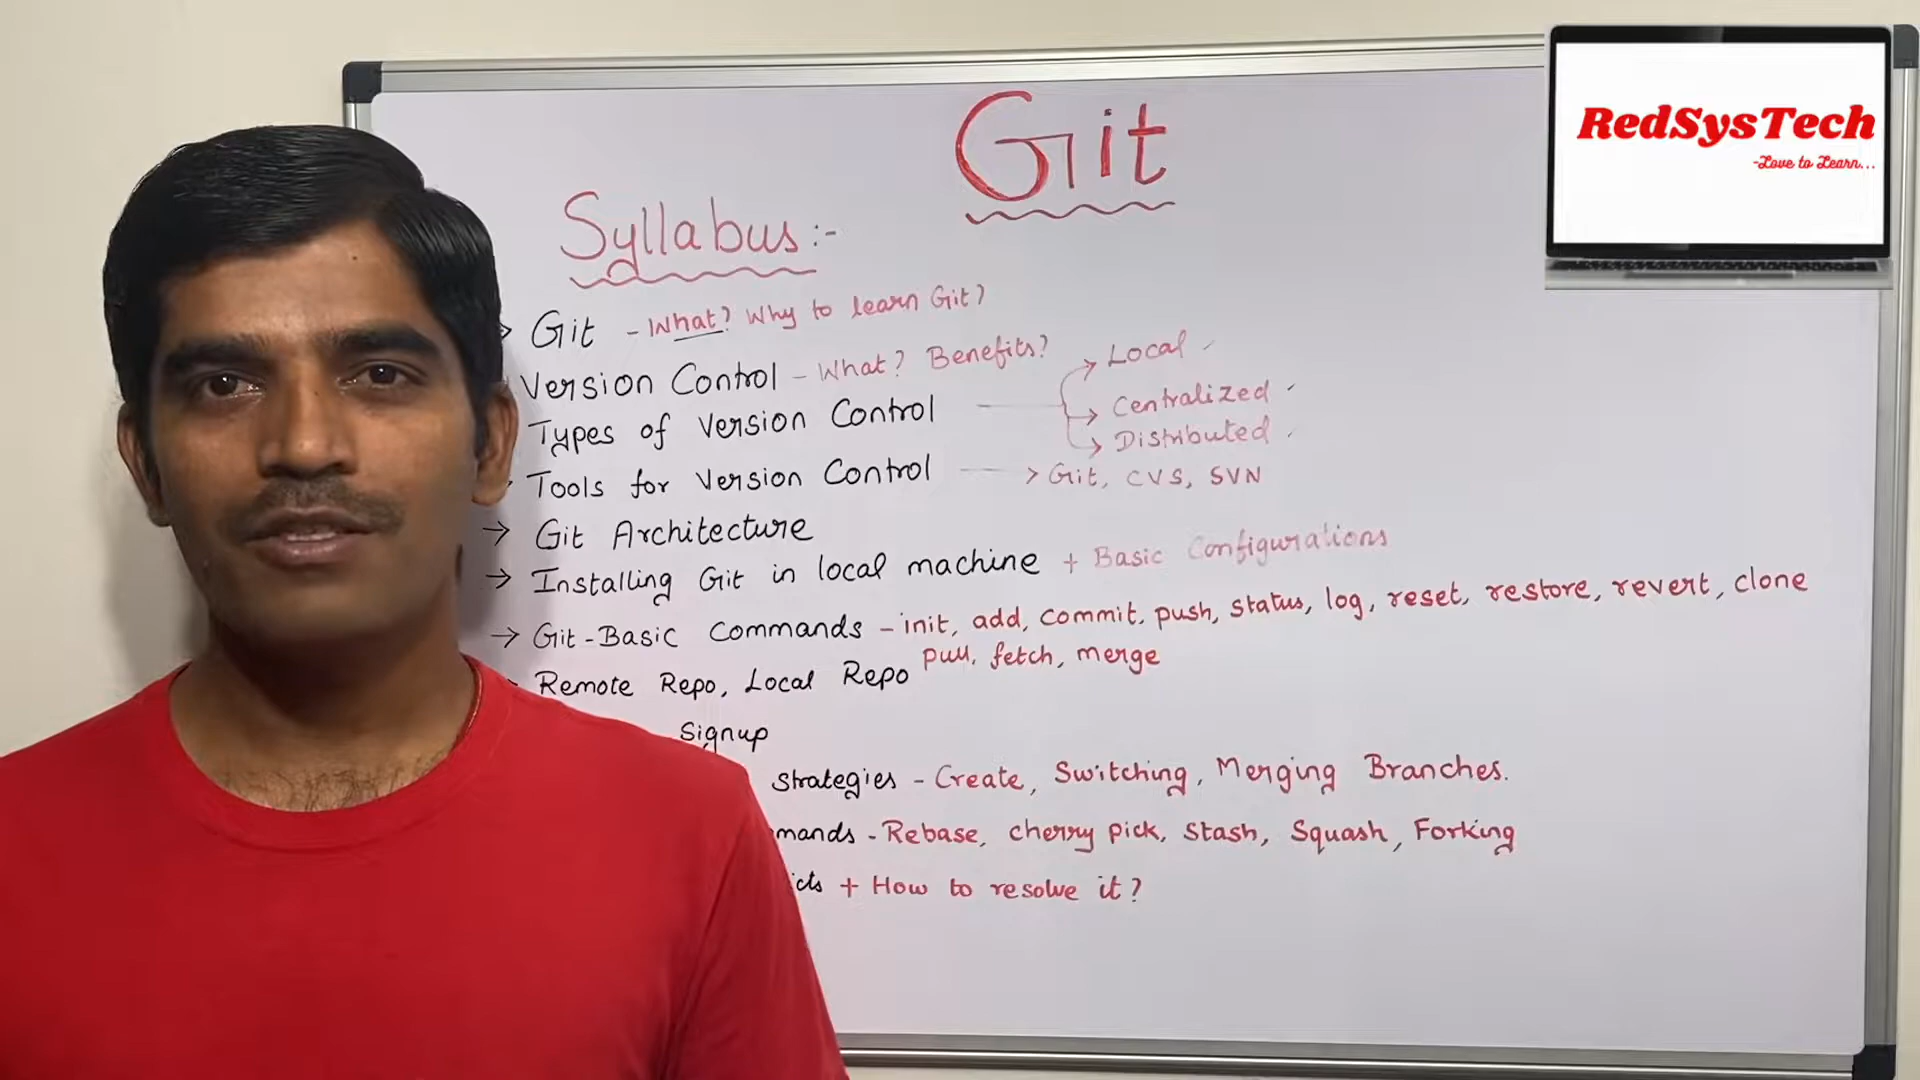 Git
RedSysTech
-Love to Learn...
Syllabus:-
Git - What? Why to learn Git?
Version Control - What? Benefits?
Types of Version Control
Local
Centralized
Distributed
Tools for Version Control → Git, CVS, SVN
→ Git Architecture
→ Installing Git in local machine + Basic Configurations
→ Git-Basic Commands - init, add, commit, push, status, log, reset, restore, revert, clone
pull, fetch, merge
Remote Repo, Local Repo
Signup
strategies - Create, Switching, Merging Branches.
mands - Rebase, cherry pick, Stash, Squash, Forking
icts + How to resolve it?